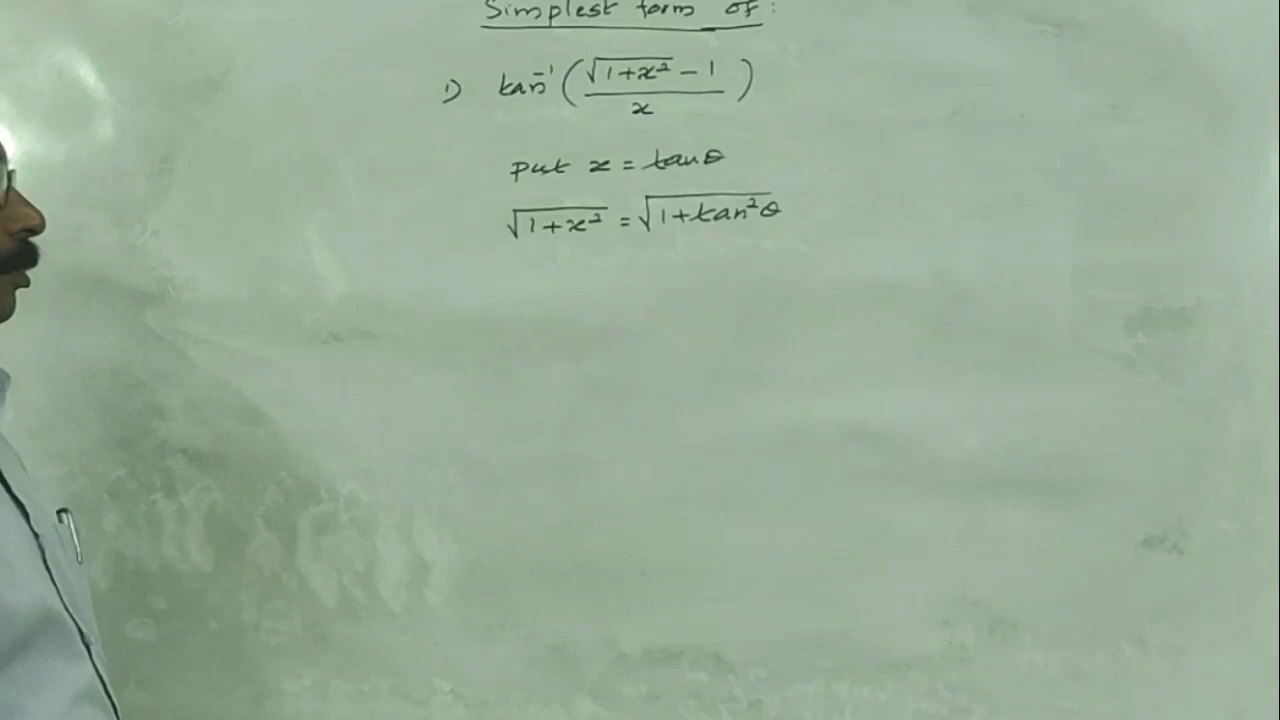 Simplest form of:
1) tan⁻¹(√(1+x²) - 1 / x)
put x = tanθ
√(1+x²) = √(1+tan²θ)